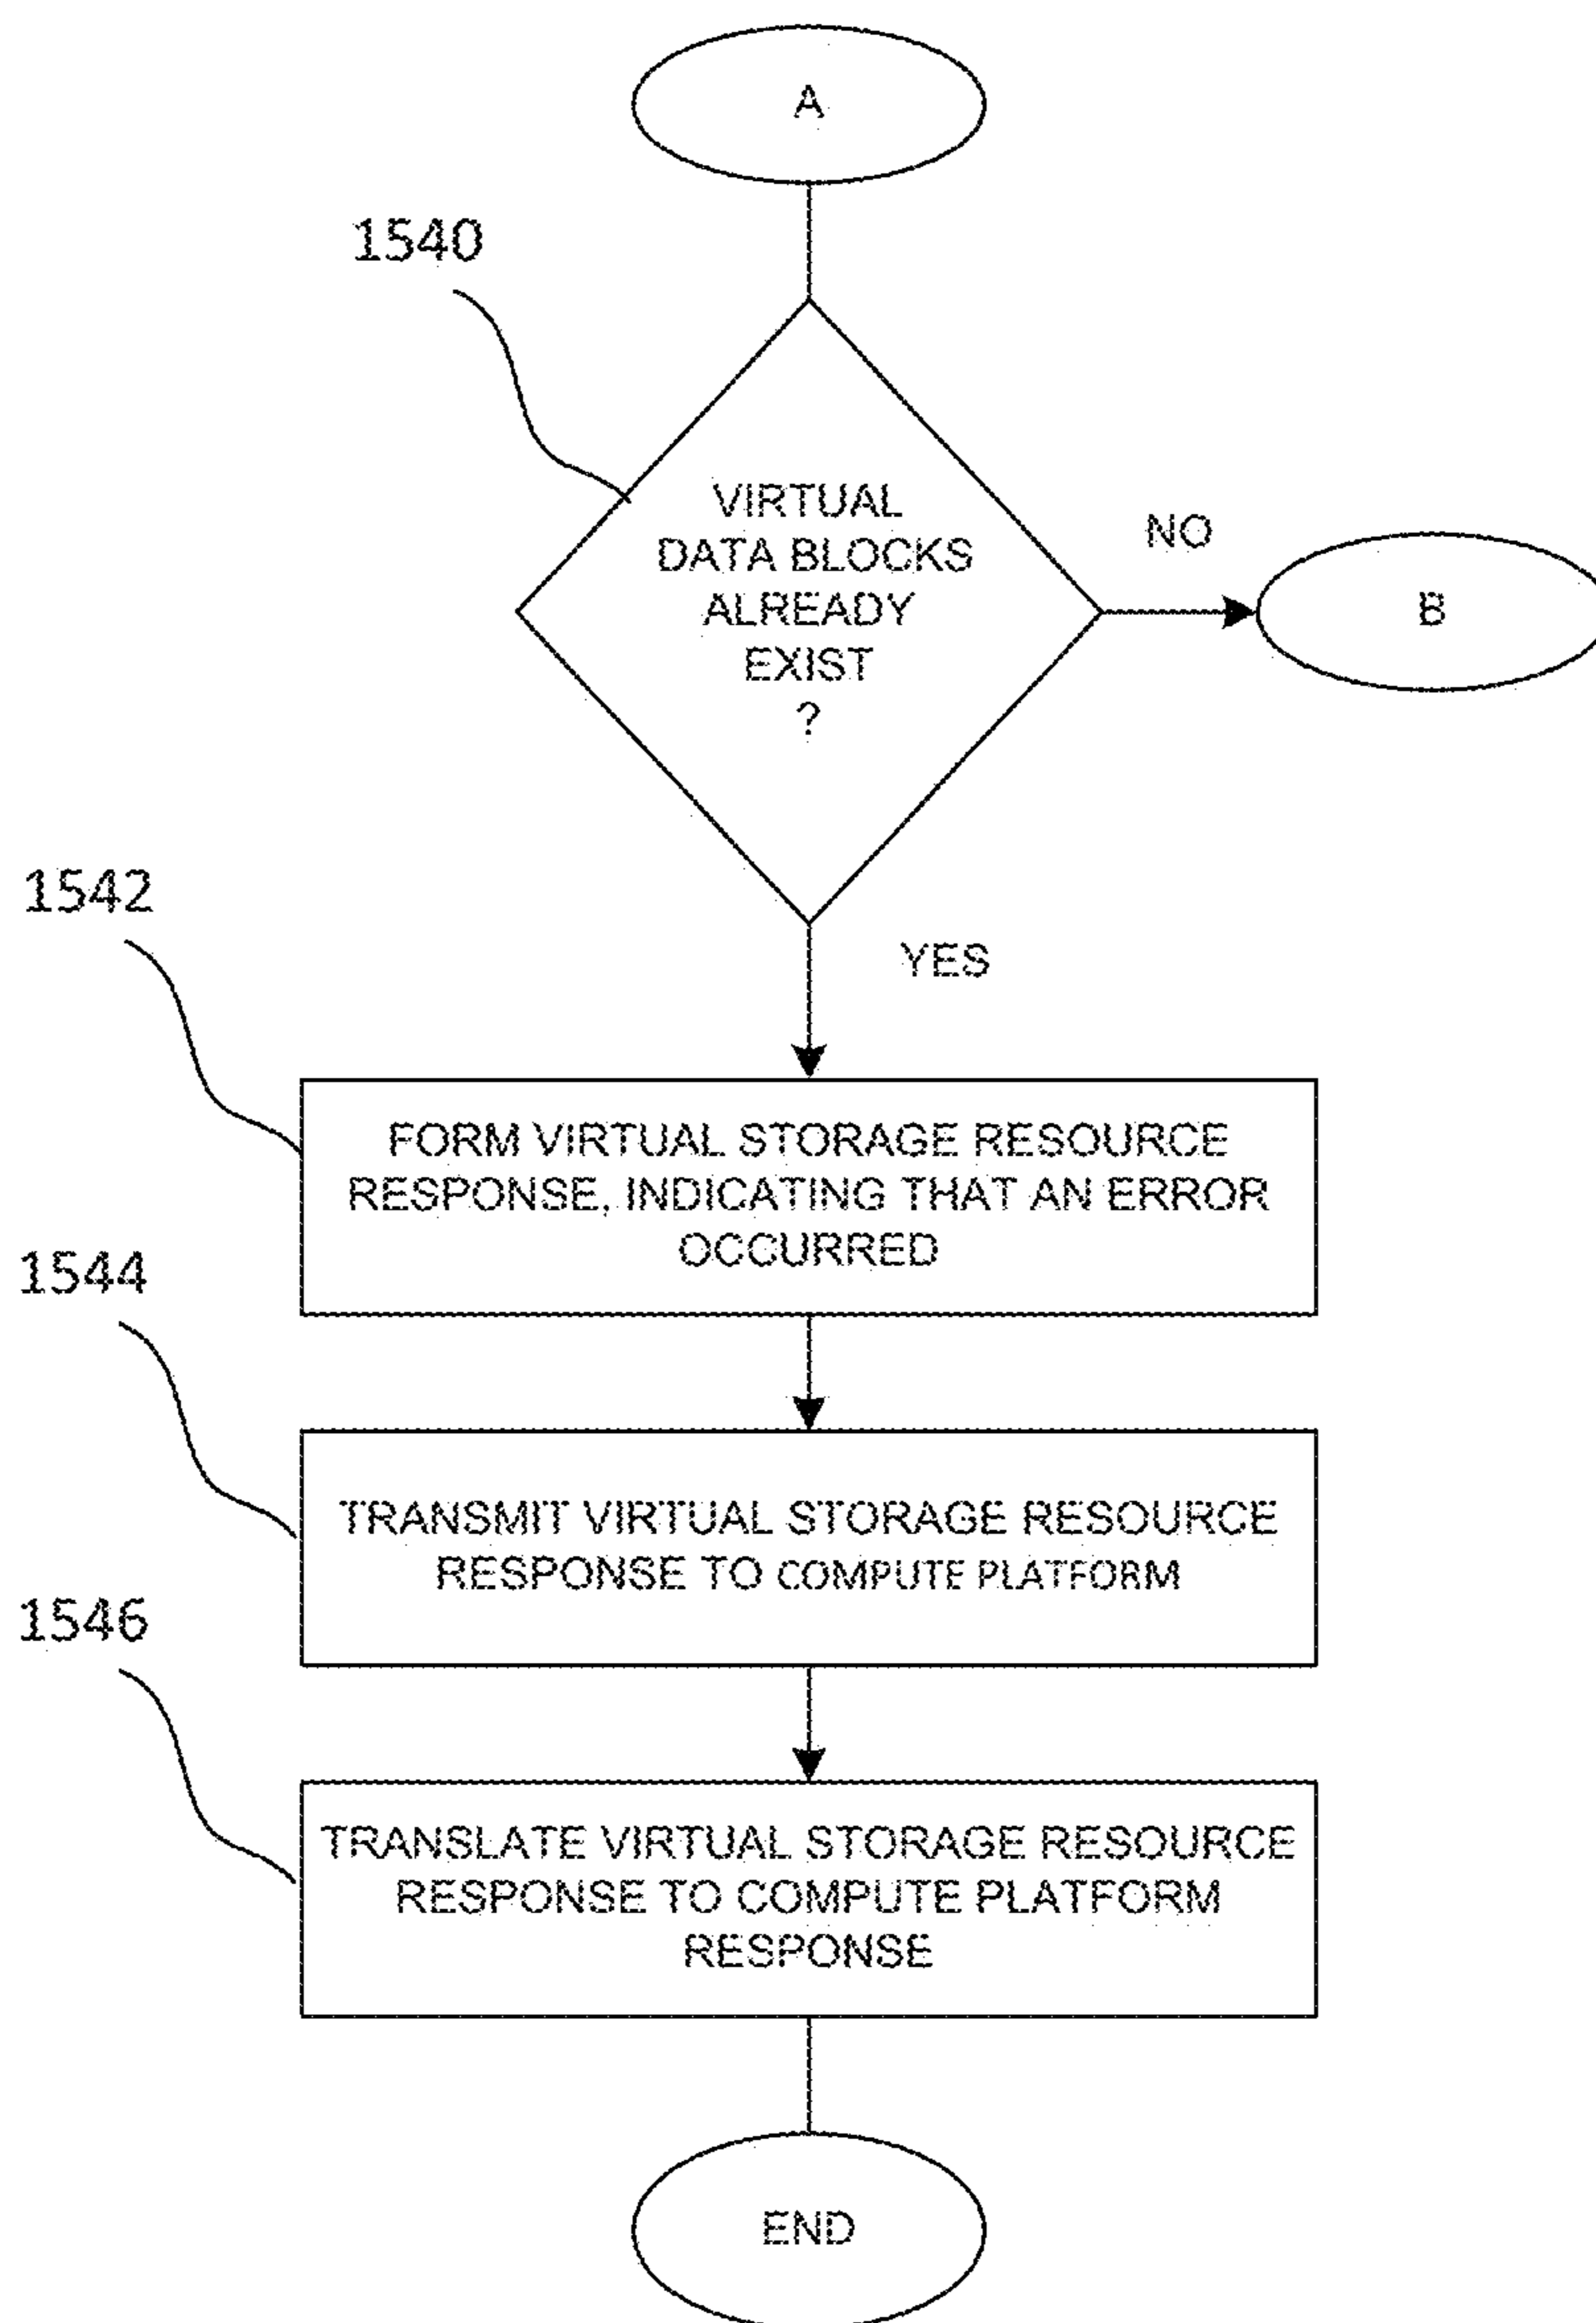 A
1540
VIRTUAL
DATA BLOCKS
ALREADY
EXIST
?
NO
B
YES
1542
FORM VIRTUAL STORAGE RESOURCE
RESPONSE, INDICATING THAT AN ERROR
OCCURRED
1544
TRANSMIT VIRTUAL STORAGE RESOURCE
RESPONSE TO COMPUTE PLATFORM
1546
TRANSLATE VIRTUAL STORAGE RESOURCE
RESPONSE TO COMPUTE PLATFORM
RESPONSE
END